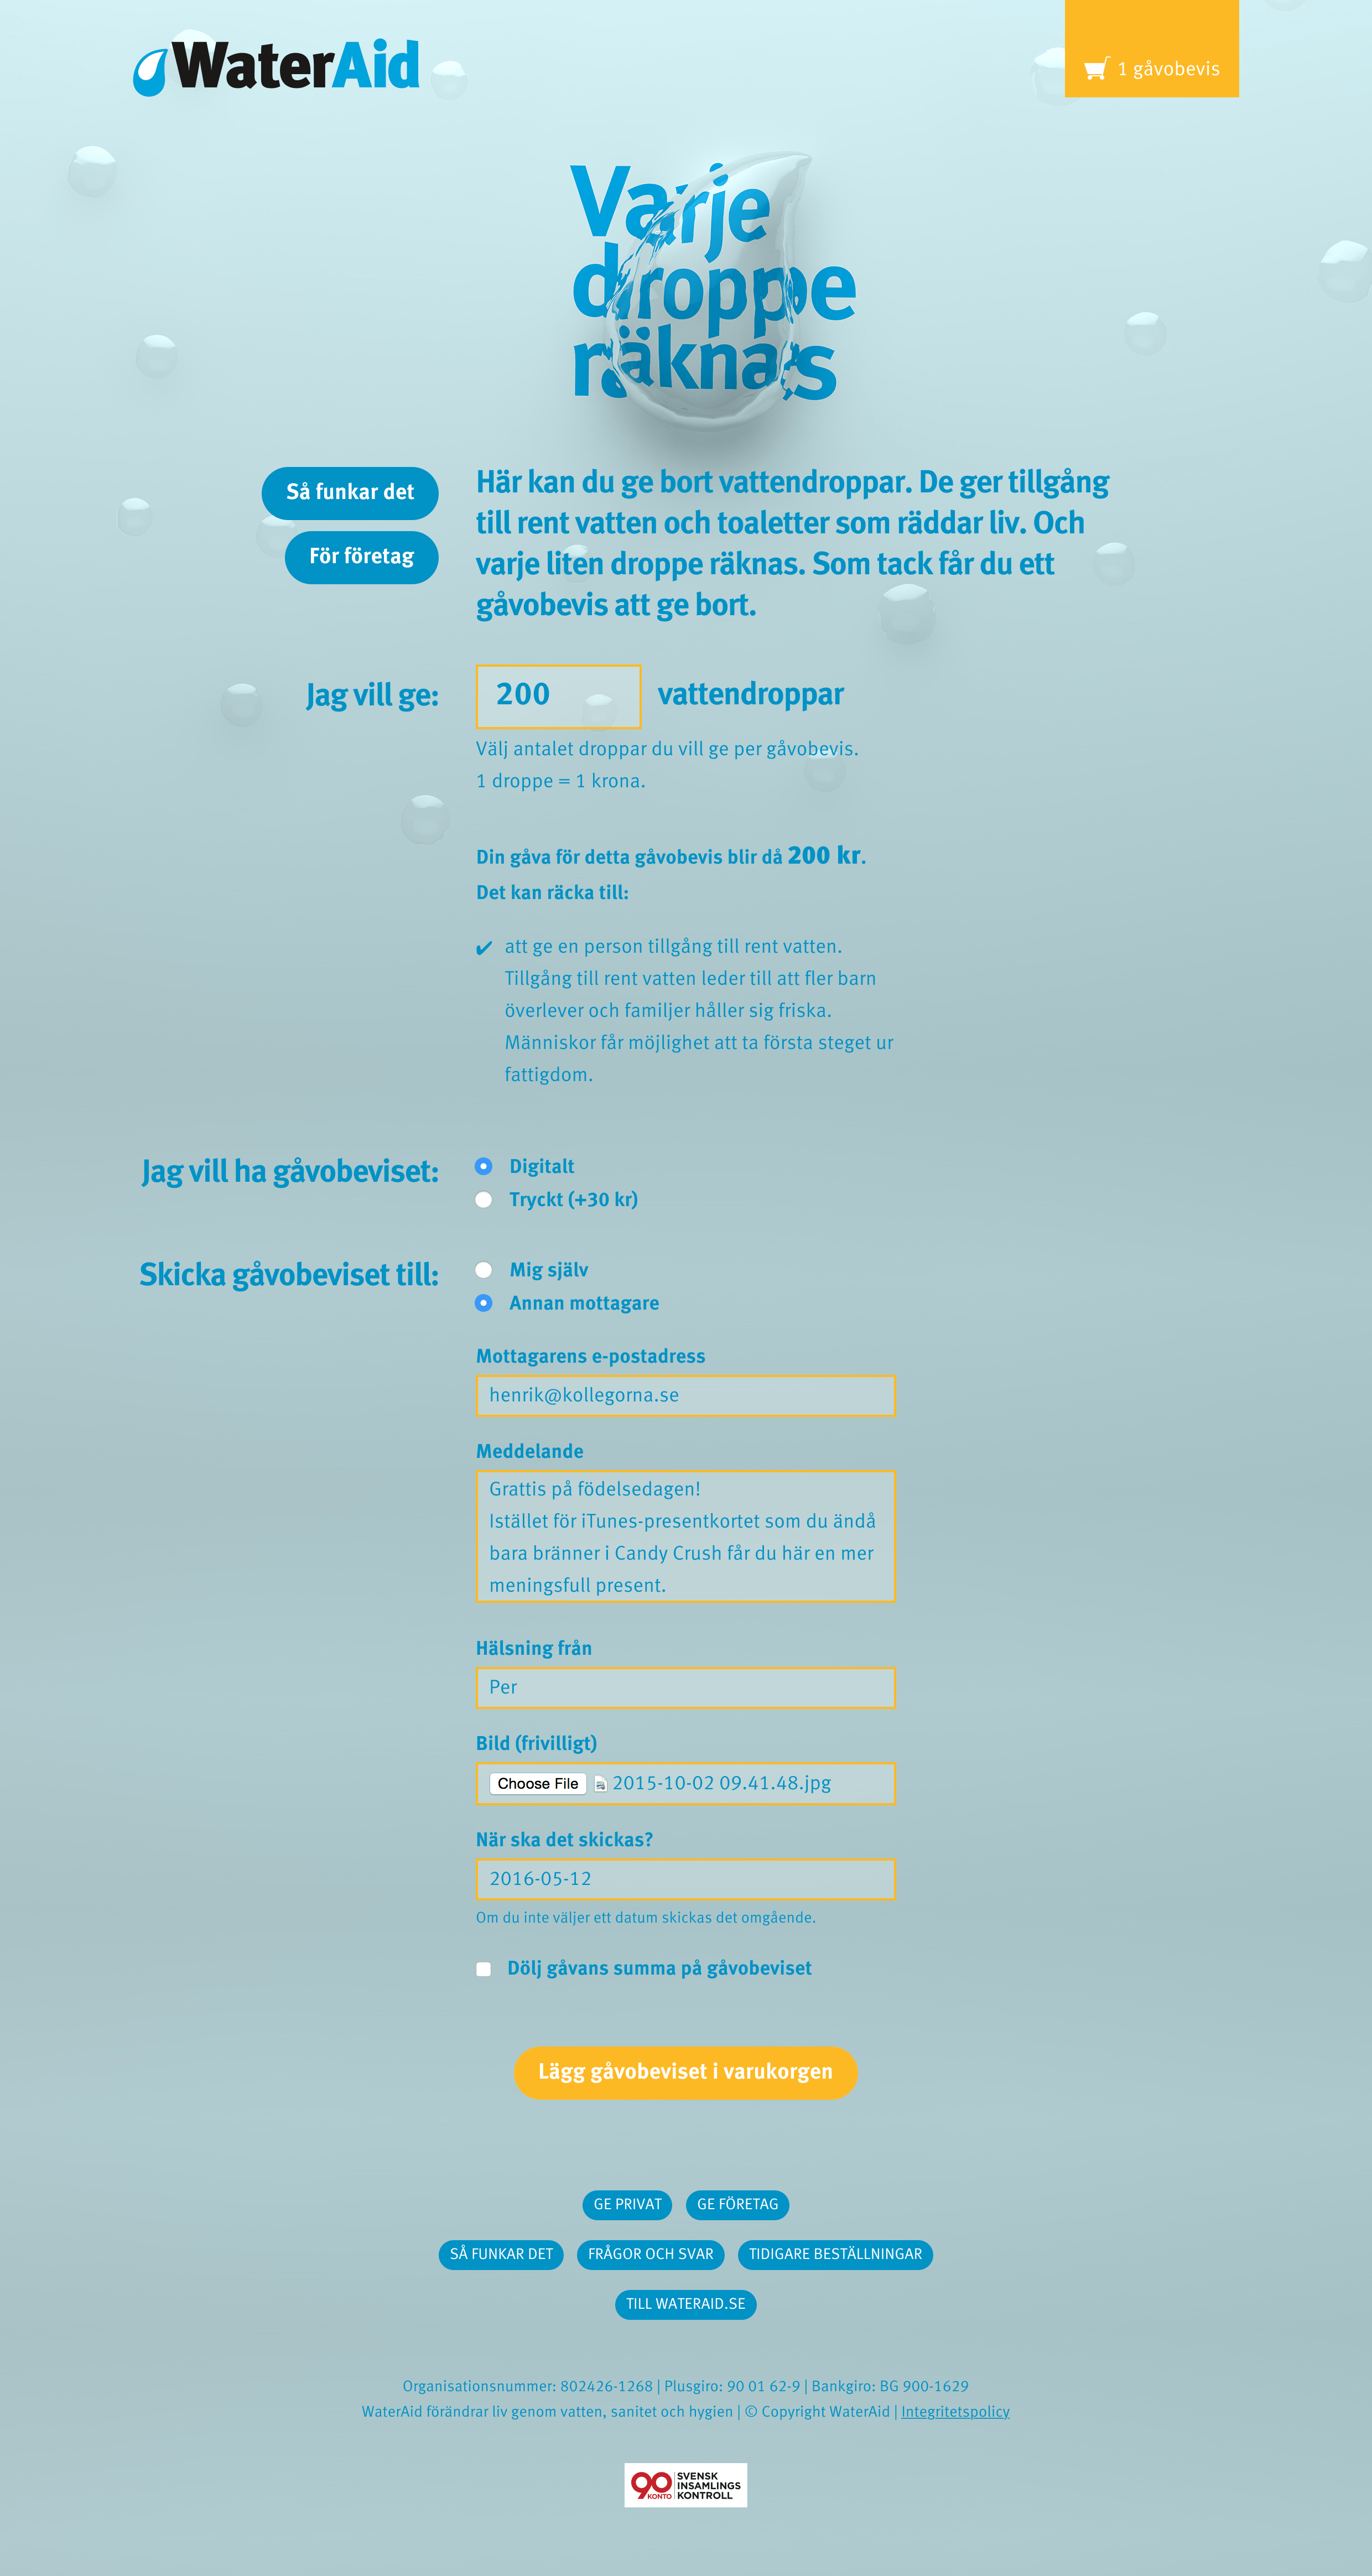 WaterAid
1 gåvobevis
Varje
droppe
räknas
Så funkar det
För företag
Här kan du ge bort vattendroppar. De ger tillgång
till rent vatten och toaletter som räddar liv. Och
varje liten droppe räknas. Som tack får du ett
gåvobevis att ge bort.
Jag vill ge: 200 vattendroppar
Välj antalet droppar du vill ge per gåvobevis.
1 droppe = 1 krona.
Din gåva för detta gåvobevis blir då 200 kr.
Det kan räcka till:
✔ att ge en person tillgång till rent vatten.
Tillgång till rent vatten leder till att fler barn
överlever och familjer håller sig friska.
Människor får möjlighet att ta första steget ur
fattigdom.
Jag vill ha gåvobeviset: Digitalt
Tryckt (+30 kr)
Skicka gåvobeviset till: Mig själv
Annan mottagare
Mottagarens e-postadress
henrik@kollegorna.se
Meddelande
Grattis på födelsedagen!
Istället för iTunes-presentkortet som du ändå
bara bränner i Candy Crush får du här en mer
meningsfull present.
Hälsning från
Per
Bild (frivilligt)
Choose File 2015-10-02 09.41.48.jpg
När ska det skickas?
2016-05-12
Om du inte väljer ett datum skickas det omgående.
Dölj gåvans summa på gåvobeviset
Lägg gåvobeviset i varukorgen
GE PRIVAT GE FÖRETAG
SÅ FUNKAR DET FRÅGOR OCH SVAR TIDIGARE BESTÄLLNINGAR
TILL WATERAID.SE
Organisationsnummer: 802426-1268 | Plusgiro: 90 01 62-9 | Bankgiro: BG 900-1629
WaterAid förändrar liv genom vatten, sanitet och hygien | © Copyright WaterAid | Integritetspolicy
90 KONTO
SVENSK
INSAMLINGS
KONTROLL